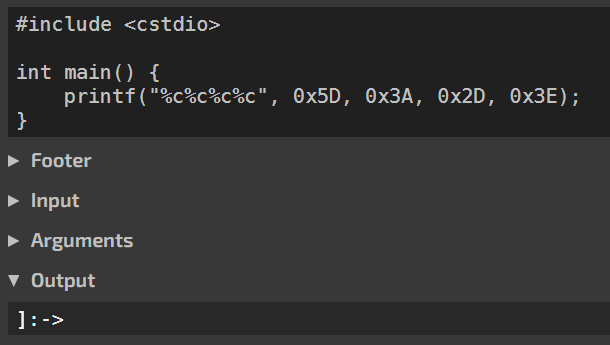 #include <cstdio>

int main() {
    printf("%c%c%c%c", 0x5D, 0x3A, 0x2D, 0x3E);
}
▶ Footer
▶ Input
▶ Arguments
▼ Output
]:->